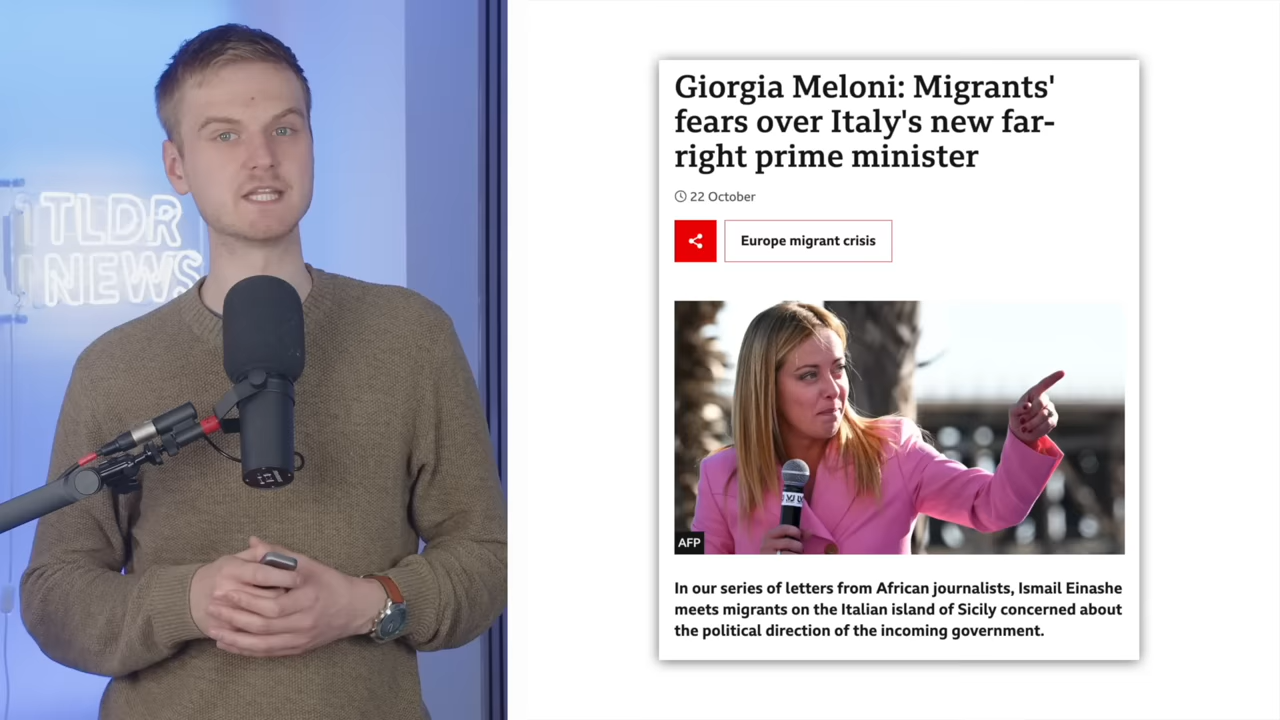 TLDR
NEWS
Giorgia Meloni: Migrants'
fears over Italy's new far-
right prime minister
22 October
Europe migrant crisis
AFP
In our series of letters from African journalists, Ismail Einashe
meets migrants on the Italian island of Sicily concerned about
the political direction of the incoming government.